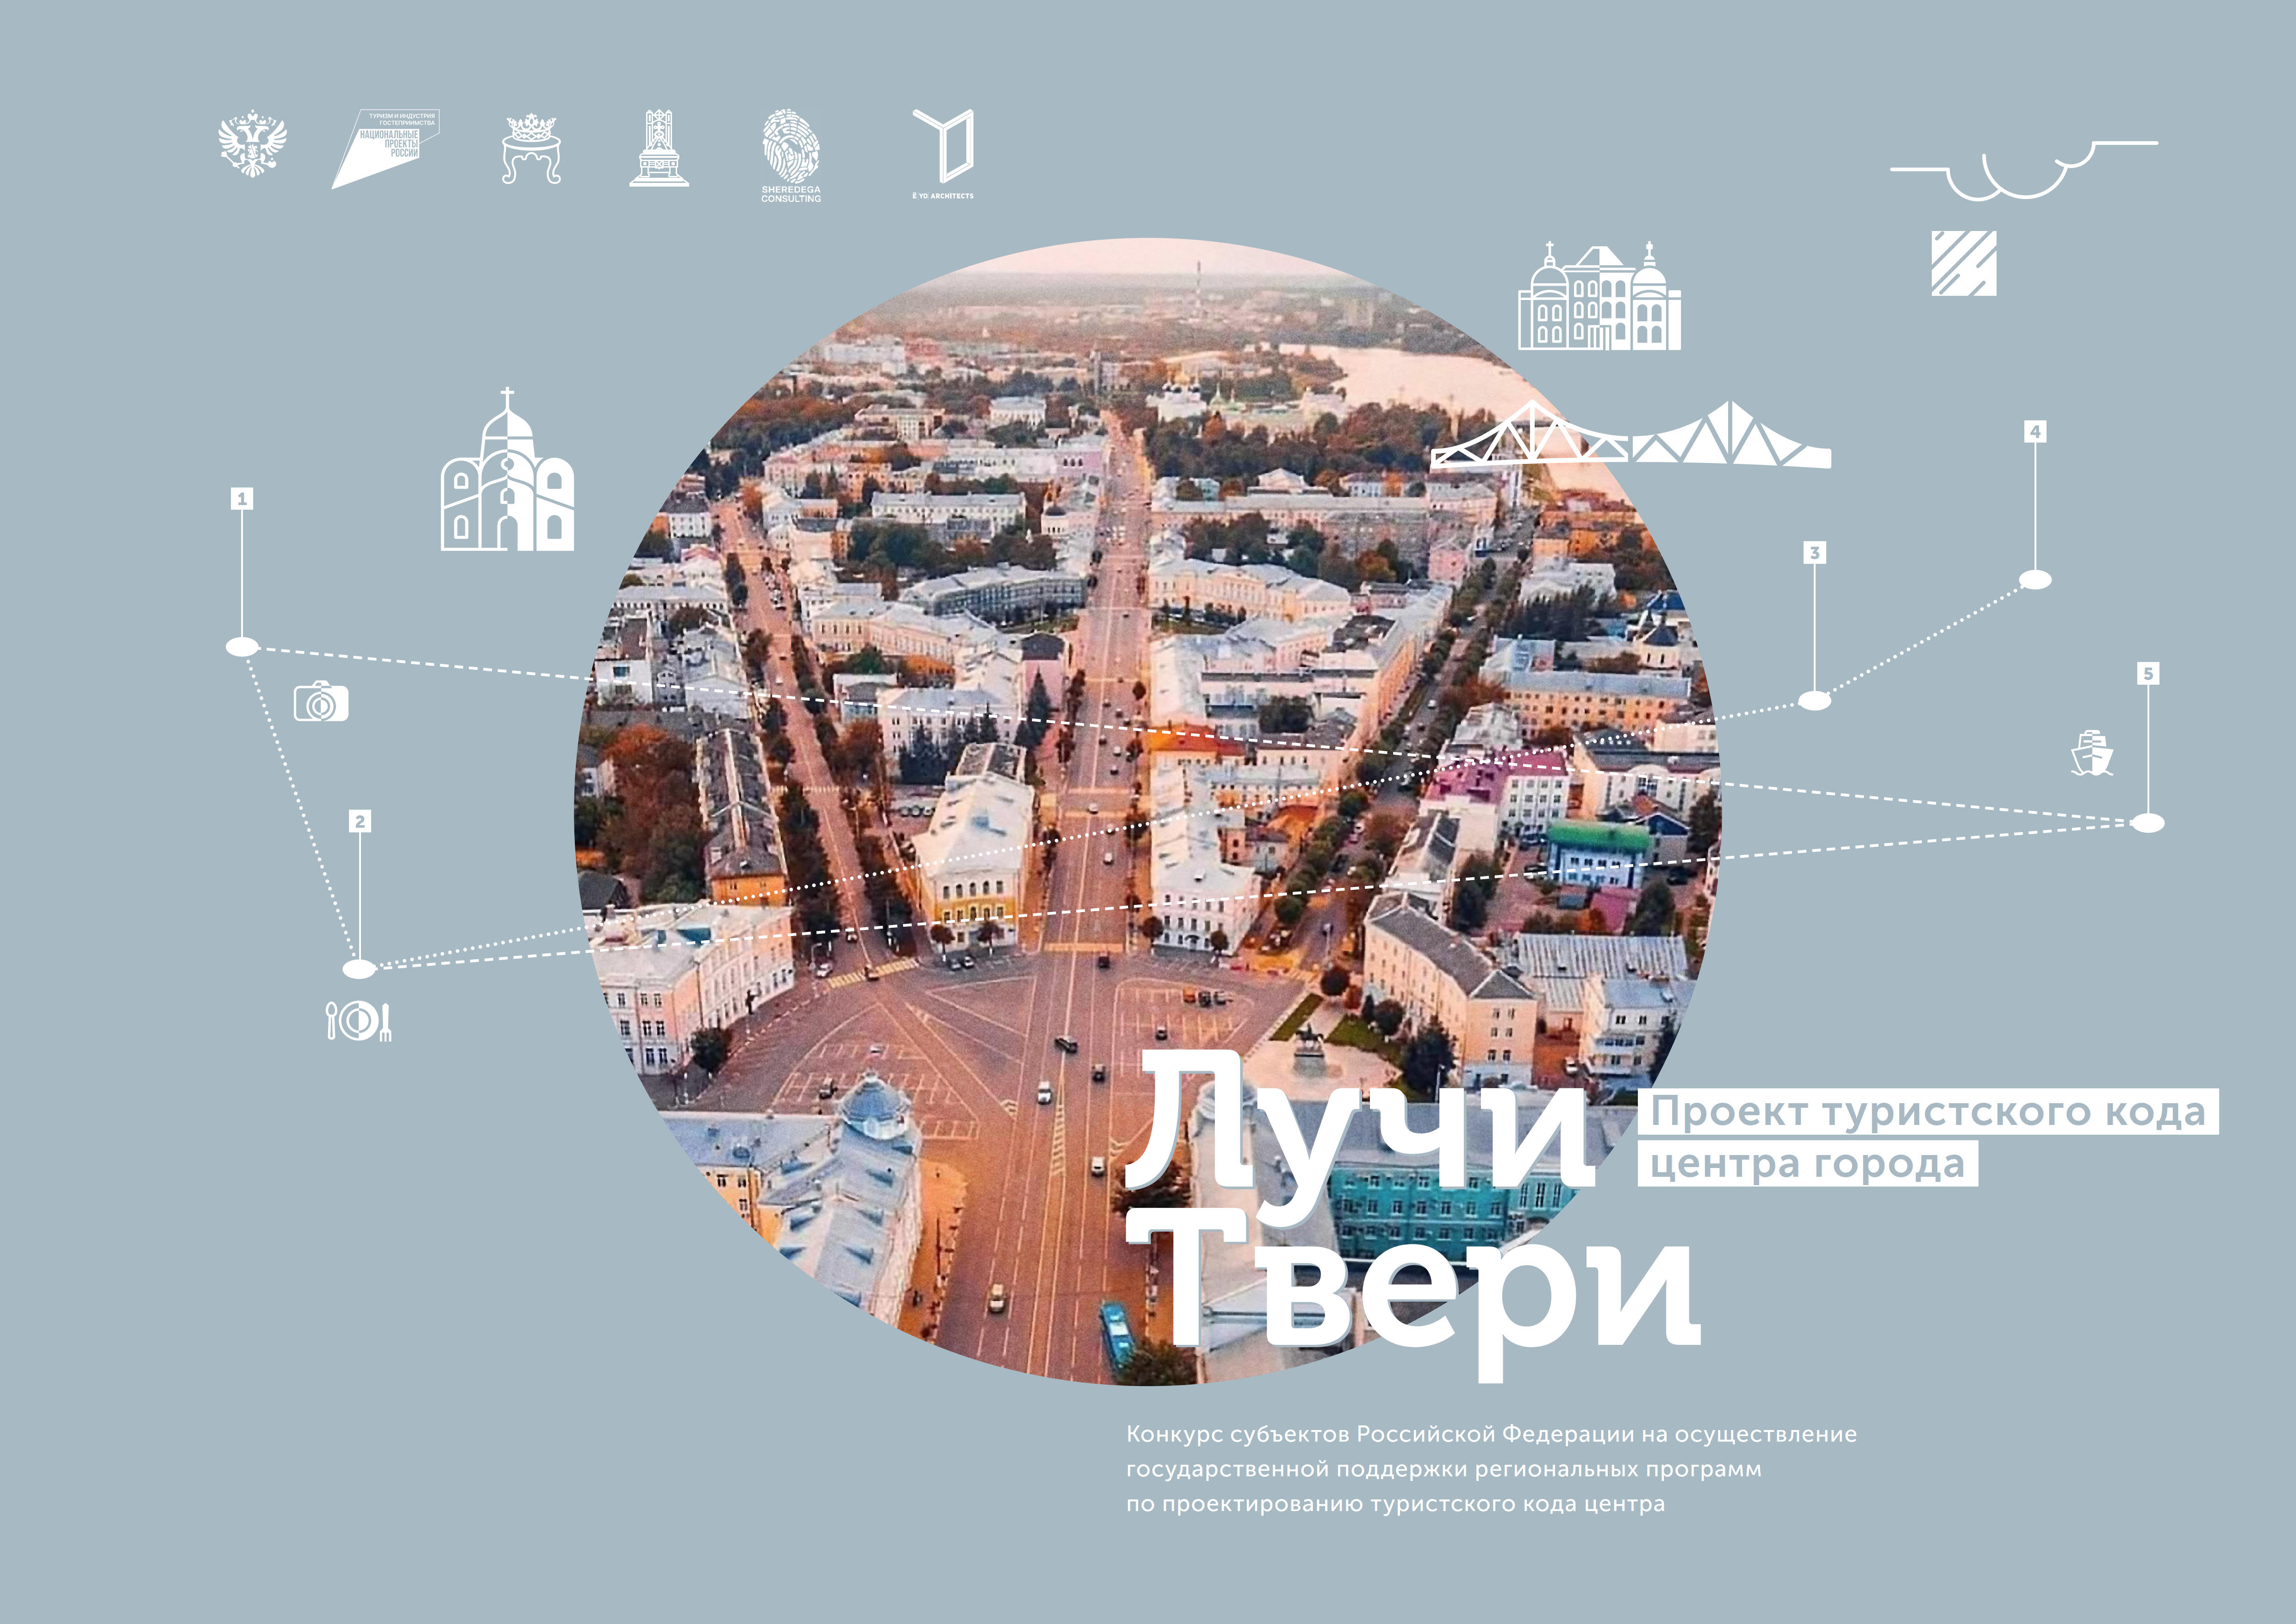 ТУРИЗМ И ИНДУСТРИЯ
ГОСТЕПРИИМСТВА
НАЦИОНАЛЬНЫЕ
ПРОЕКТЫ
РОССИИ
SHEREDEGA
CONSULTING
Ё YO ARCHITECTS
1
2
3
4
5
Лучи
Твери
Проект туристского кода
центра города
Конкурс субъектов Российской Федерации на осуществление
государственной поддержки региональных программ
по проектированию туристского кода центра